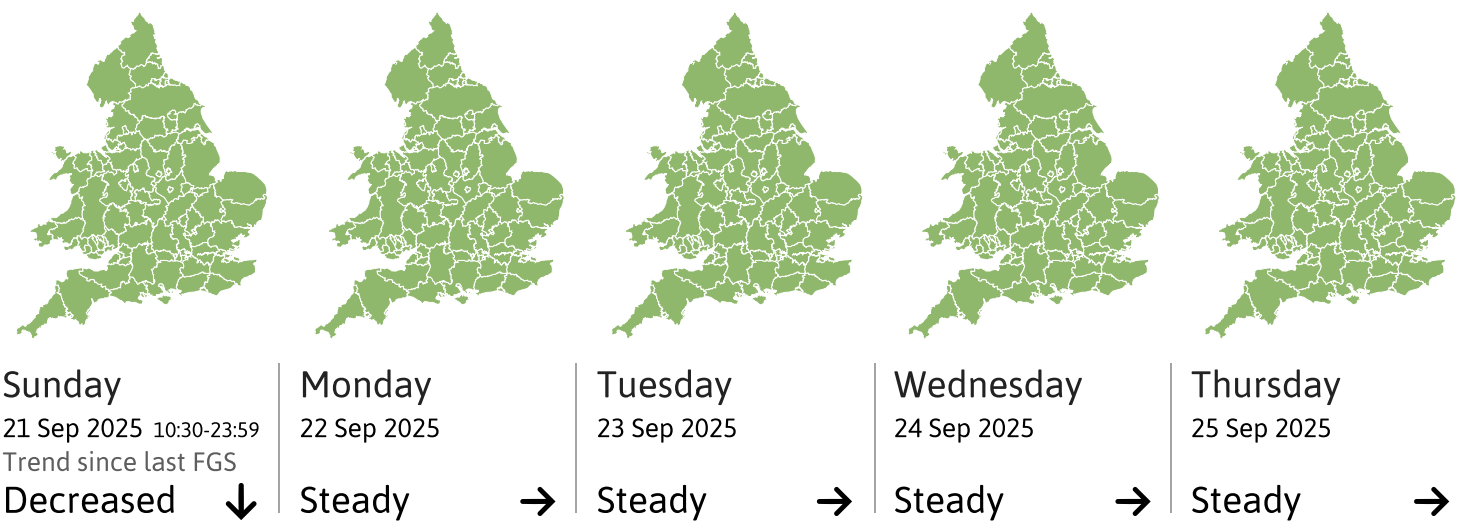 Sunday
21 Sep 2025 10:30-23:59
Trend since last FGS
Decreased
Monday
22 Sep 2025
Steady
Tuesday
23 Sep 2025
Steady
Wednesday
24 Sep 2025
Steady
Thursday
25 Sep 2025
Steady